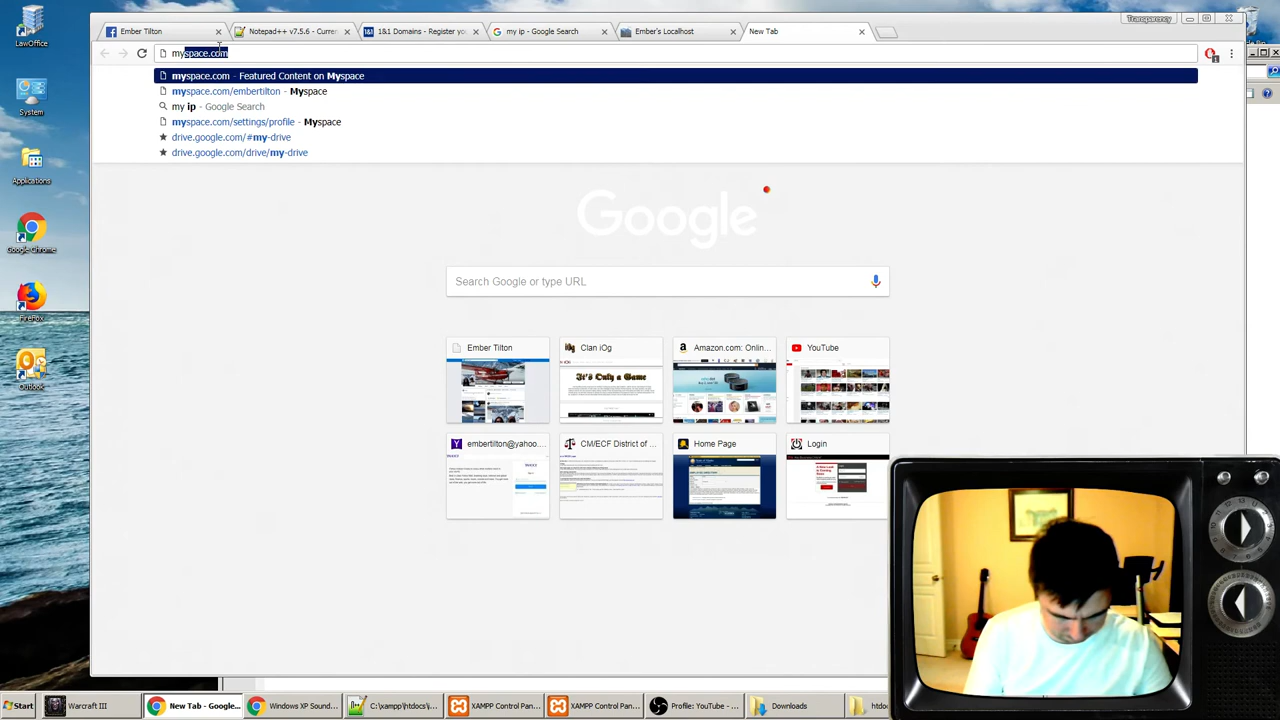 LawOffice
System
Applications
Google Chrome
FireFox
Outlook
Ember Tilton
Notepad++ v7.5.6 - Curre
1&1 Domains - Register yo
my ip - Google Search
Ember's Localhost
New Tab
Transparency
myspace.com
myspace.com - Featured Content on Myspace
myspace.com/embertilton - Myspace
my ip - Google Search
myspace.com/settings/profile - Myspace
drive.google.com/#my-drive
drive.google.com/drive/my-drive
Google
Search Google or type URL
Ember Tilton
Clan iOg
Amazon.com: Onlin...
YouTube
It's Only a Game
embertilton@yahoo....
CM/ECF District of ...
Home Page
Login
YAHOO!
Start
Warcraft III
New Tab - Google...
Windows XP Sound...
C:\xampp\htdocs\i...
XAMPP Control Pan...
XAMPP Control Pan...
Profile: YouTube - ...
Downloads
htdoc